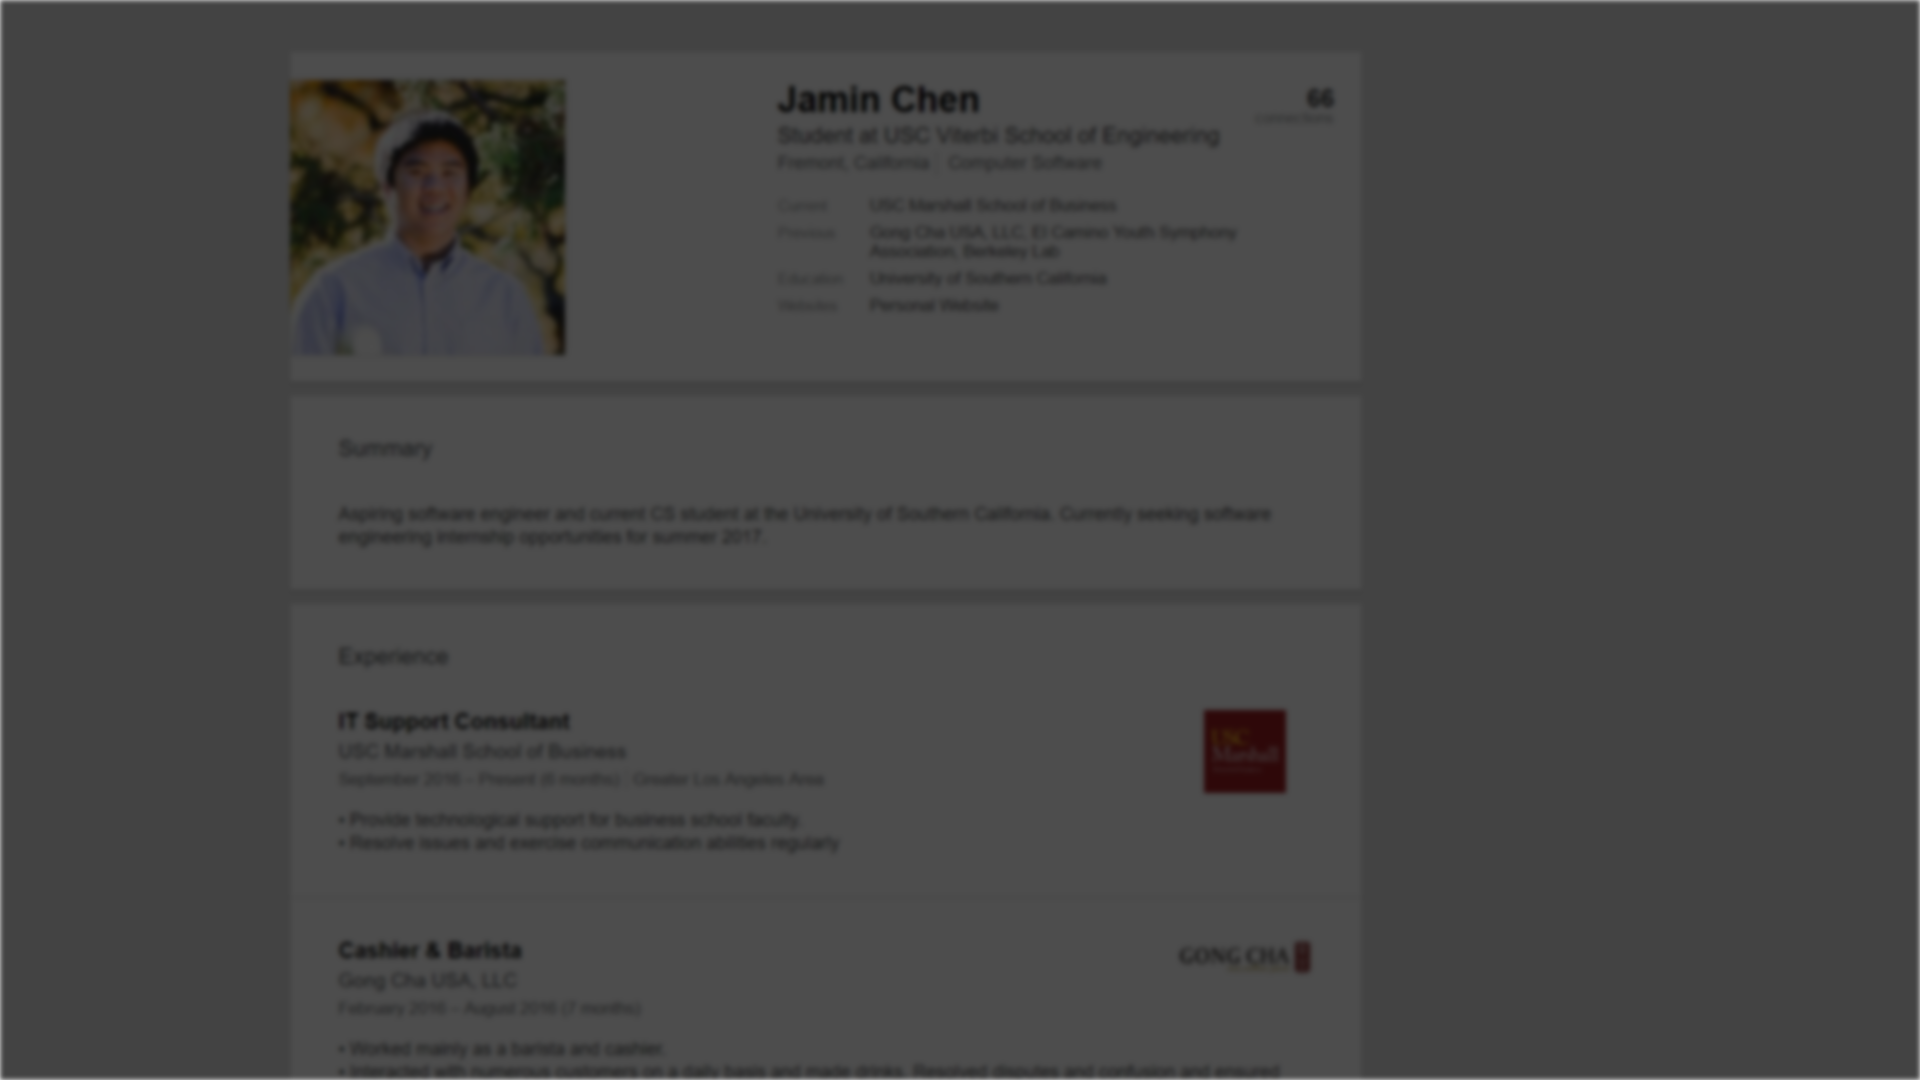 Jamin Chen
66
connections
Student at USC Viterbi School of Engineering
Fremont, California | Computer Software
Current USC Marshall School of Business
Previous Gong Cha USA, LLC, El Camino Youth Symphony
Association, Berkeley Lab
Education University of Southern California
Websites Personal Website
Summary
Aspiring software engineer and current CS student at the University of Southern California. Currently seeking software
engineering internship opportunities for summer 2017.
Experience
IT Support Consultant
USC Marshall School of Business
September 2016 – Present (6 months) | Greater Los Angeles Area
USC
Marshall
• Provide technological support for business school faculty.
• Resolve issues and exercise communication abilities regularly
Cashier & Barista
GONG CHA
Gong Cha USA, LLC
February 2016 – August 2016 (7 months)
• Worked mainly as a barista and cashier.
• Interacted with numerous customers on a daily basis and made drinks. Resolved disputes and confusion and ensured